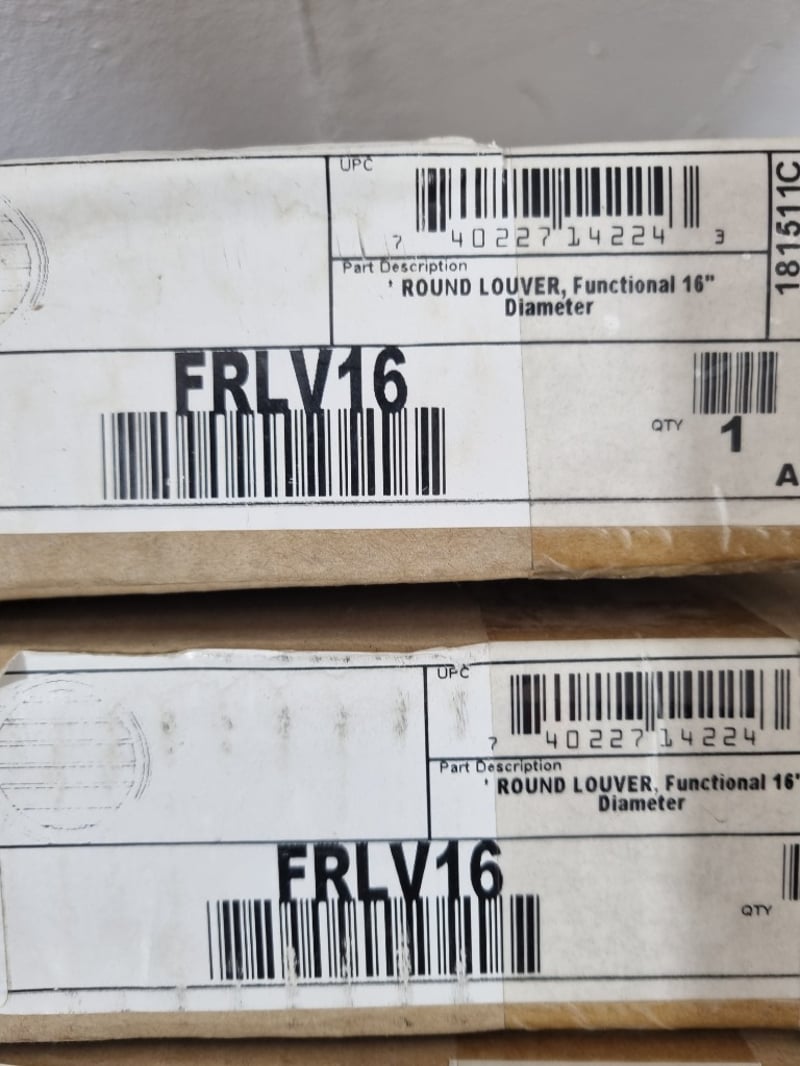 UPC
7 40227 14224 3
181511C
Part Description
' ROUND LOUVER, Functional 16"
Diameter
FRLV16
QTY
1
A
UPC
7 40227 14224
Part Description
' ROUND LOUVER, Functional 16"
Diameter
FRLV16
QTY